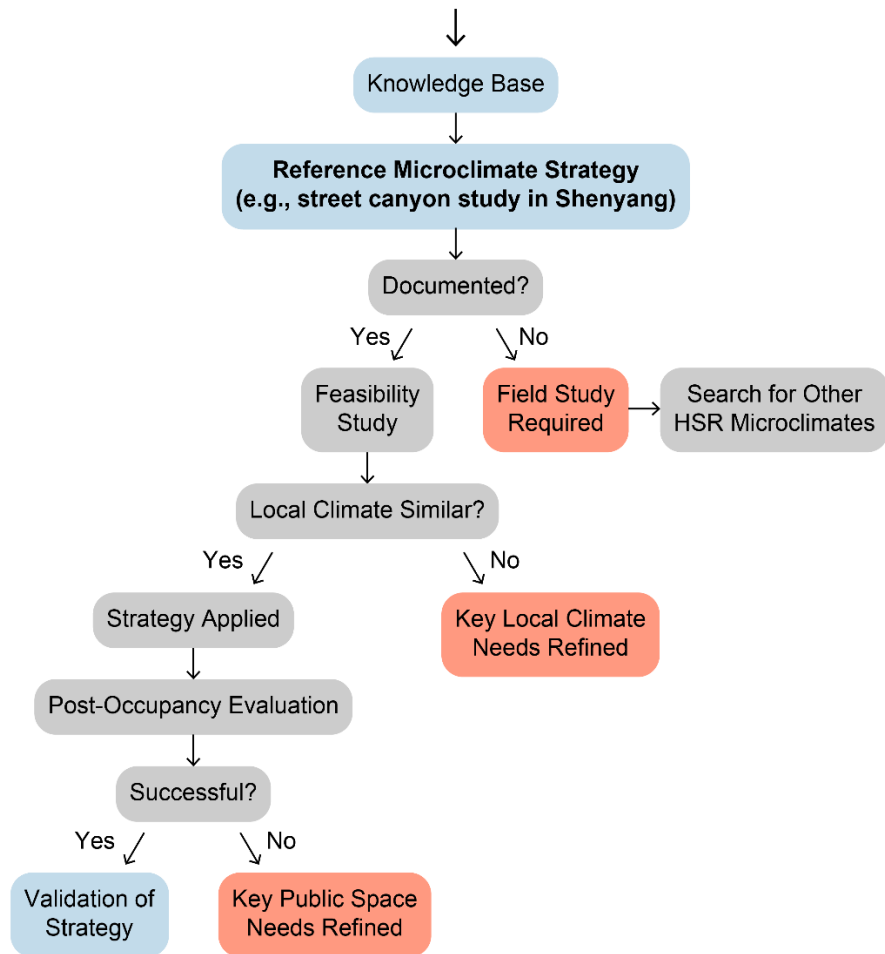 Knowledge Base
Reference Microclimate Strategy
(e.g., street canyon study in Shenyang)
Documented?
Yes
No
Feasibility
Study
Field Study
Required
Search for Other
HSR Microclimates
Local Climate Similar?
Yes
No
Strategy Applied
Key Local Climate
Needs Refined
Post-Occupancy Evaluation
Successful?
Yes
No
Validation of
Strategy
Key Public Space
Needs Refined